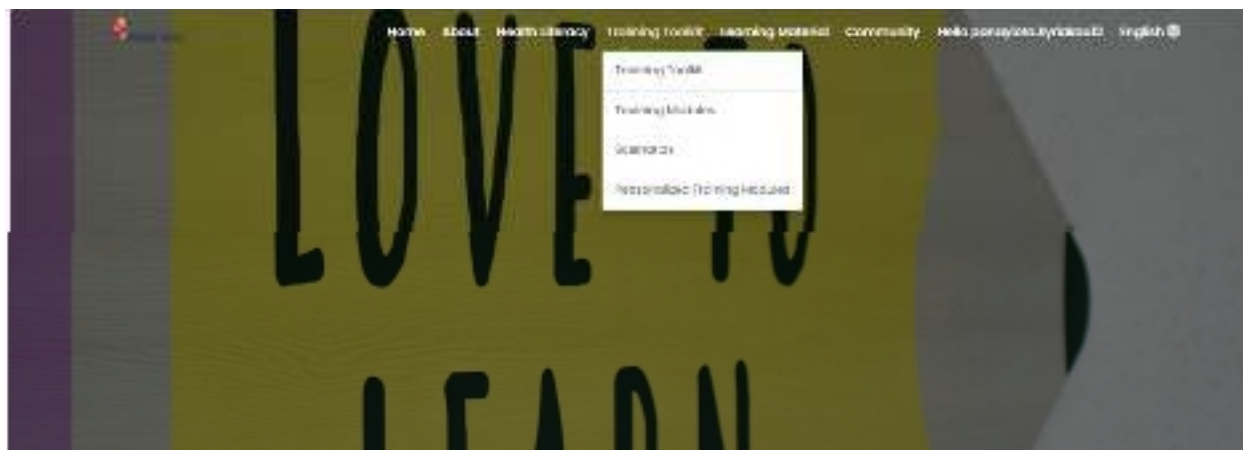 Home About Health Literacy Training Toolkit Learning Material Community Hello English
Training Toolkit
Training Modules
Scenarios
Personalized Training Modules
LOVE TO
LEARN